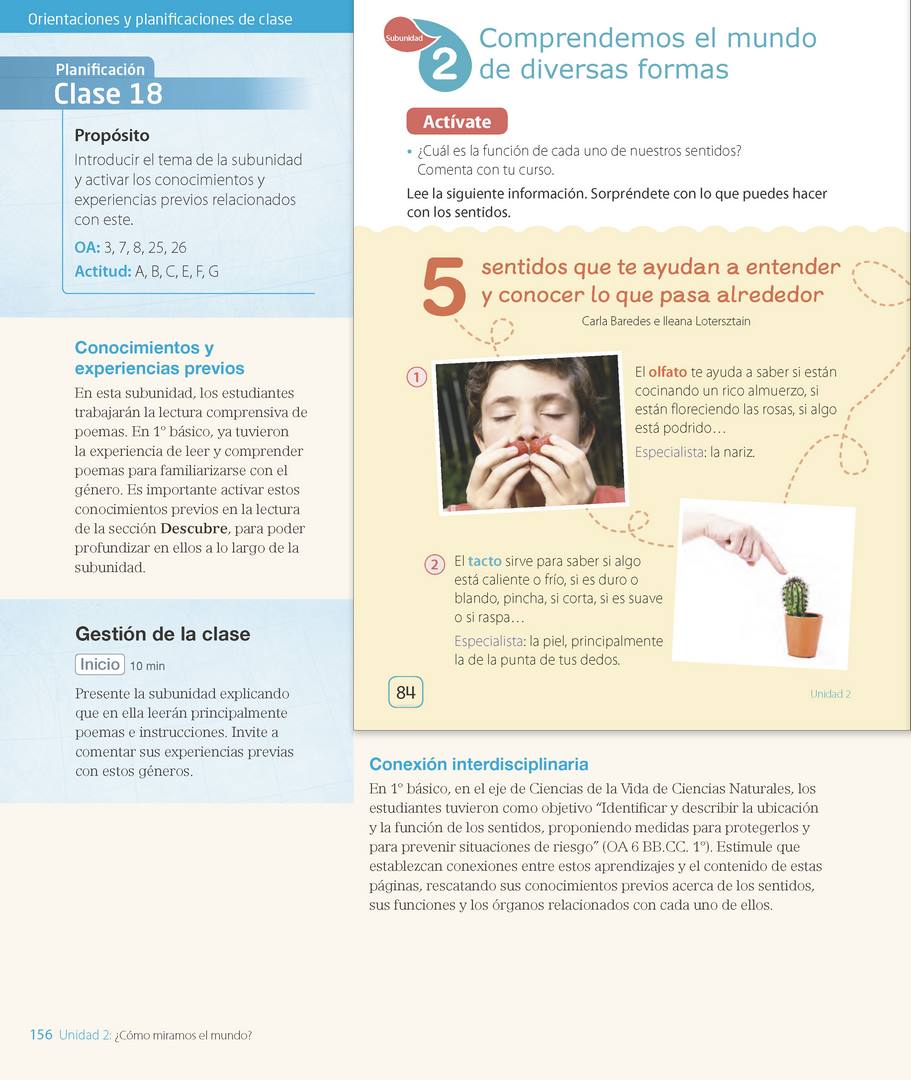 Orientaciones y planificaciones de clase
Planificación
Clase 18
Propósito
Introducir el tema de la subunidad
y activar los conocimientos y
experiencias previos relacionados
con este.
OA: 3, 7, 8, 25, 26
Actitud: A, B, C, E, F, G
Conocimientos y
experiencias previos
En esta subunidad, los estudiantes
trabajarán la lectura comprensiva de
poemas. En 1º básico, ya tuvieron
la experiencia de leer y comprender
poemas para familiarizarse con el
género. Es importante activar estos
conocimientos previos en la lectura
de la sección Descubre, para poder
profundizar en ellos a lo largo de la
subunidad.
Gestión de la clase
Inicio 10 min
Presente la subunidad explicando
que en ella leerán principalmente
poemas e instrucciones. Invite a
comentar sus experiencias previas
con estos géneros.
Subunidad
2
Comprendemos el mundo
de diversas formas
Actívate
• ¿Cuál es la función de cada uno de nuestros sentidos?
Comenta con tu curso.
Lee la siguiente información. Sorpréndete con lo que puedes hacer
con los sentidos.
5 sentidos que te ayudan a entender
y conocer lo que pasa alrededor
Carla Baredes e Ileana Lotersztain
1
El olfato te ayuda a saber si están
cocinando un rico almuerzo, si
están floreciendo las rosas, si algo
está podrido…
Especialista: la nariz.
2
El tacto sirve para saber si algo
está caliente o frío, si es duro o
blando, pincha, si corta, si es suave
o si raspa…
Especialista: la piel, principalmente
la de la punta de tus dedos.
84
Unidad 2
Conexión interdisciplinaria
En 1º básico, en el eje de Ciencias de la Vida de Ciencias Naturales, los
estudiantes tuvieron como objetivo “Identificar y describir la ubicación
y la función de los sentidos, proponiendo medidas para protegerlos y
para prevenir situaciones de riesgo” (OA 6 BB.CC. 1º). Estimule que
establezcan conexiones entre estos aprendizajes y el contenido de estas
páginas, rescatando sus conocimientos previos acerca de los sentidos,
sus funciones y los órganos relacionados con cada uno de ellos.
156 Unidad 2: ¿Cómo miramos el mundo?